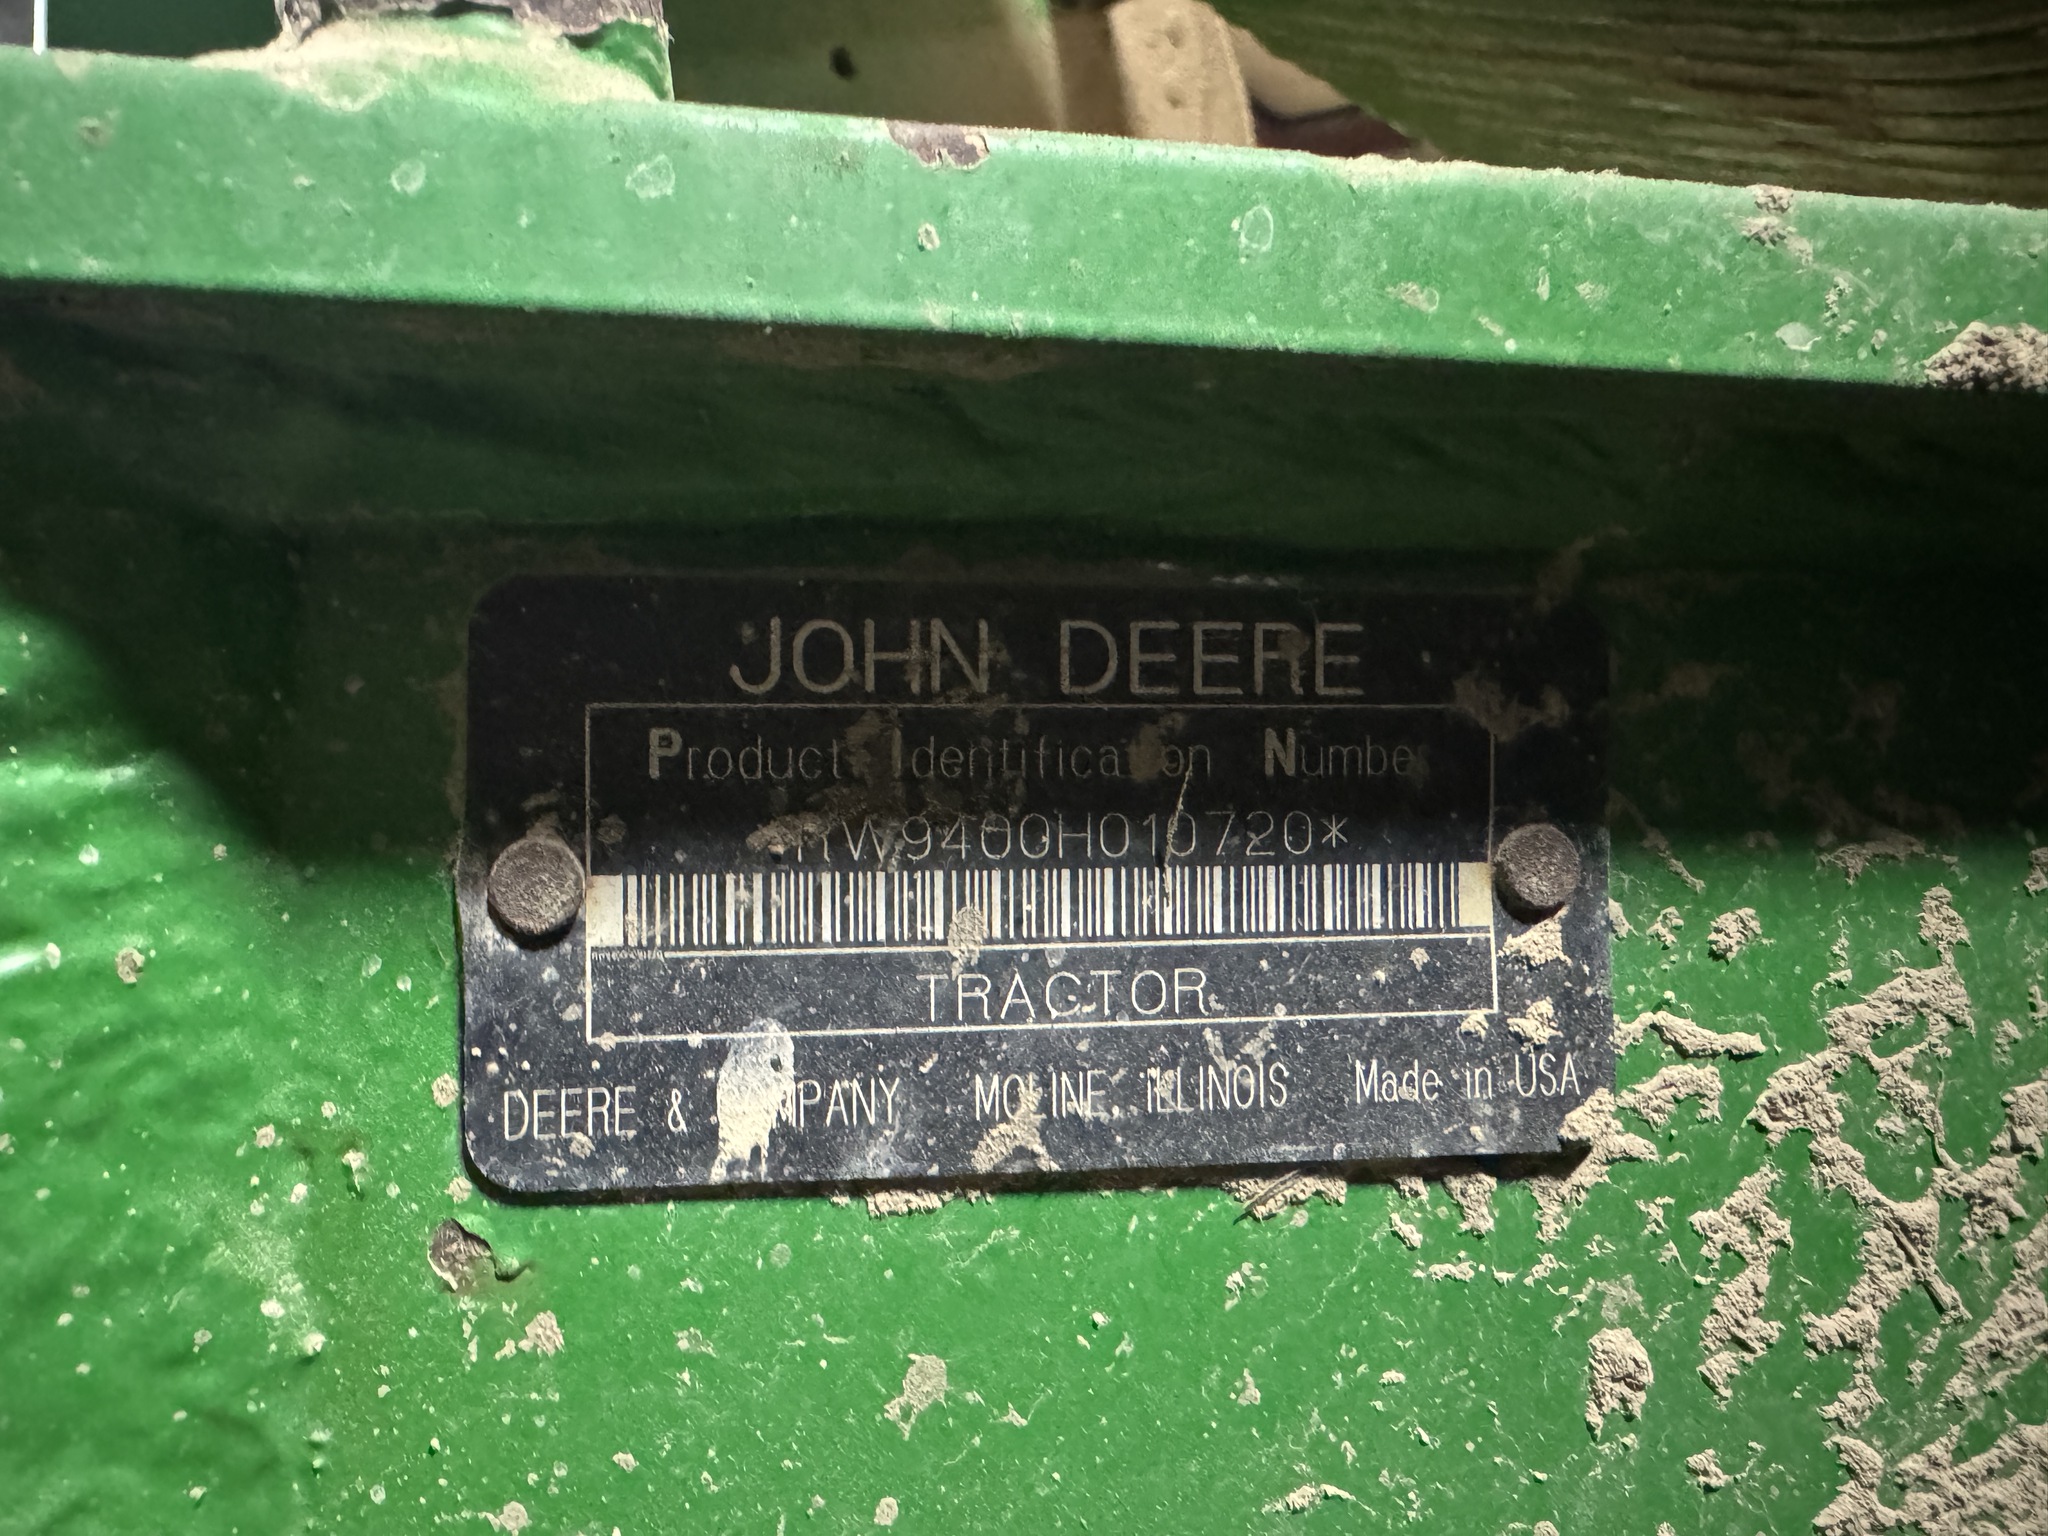 JOHN DEERE
Product Identification Number
RW9400H010720*
TRACTOR
DEERE & COMPANY MOLINE, ILLINOIS Made in USA